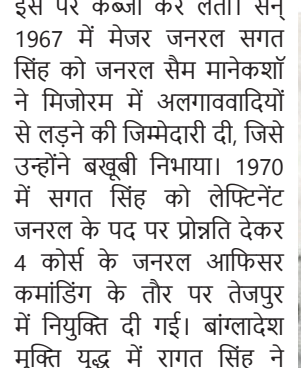 इस पर कब्जा कर लेता। सन्
1967 में मेजर जनरल सगत
सिंह को जनरल सैम मानेकशॉ
ने मिजोरम में अलगाववादियों
से लड़ने की जिम्मेदारी दी, जिसे
उन्होंने बखूबी निभाया। 1970
में सगत सिंह को लेफ्टिनेंट
जनरल के पद पर प्रोन्नति देकर
4 कोर्स के जनरल आफिसर
कमांडिंग के तौर पर तेजपुर
में नियुक्ति दी गई। बांग्लादेश
मुक्ति युद्ध में रागत सिंह ने